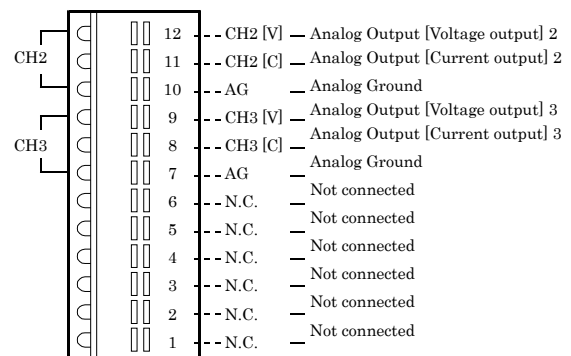 12 CH2 [V] Analog Output [Voltage output] 2
CH2 11 CH2 [C] Analog Output [Current output] 2
10 AG Analog Ground
9 CH3 [V] Analog Output [Voltage output] 3
CH3 8 CH3 [C] Analog Output [Current output] 3
7 AG Analog Ground
6 N.C. Not connected
5 N.C. Not connected
4 N.C. Not connected
3 N.C. Not connected
2 N.C. Not connected
1 N.C. Not connected